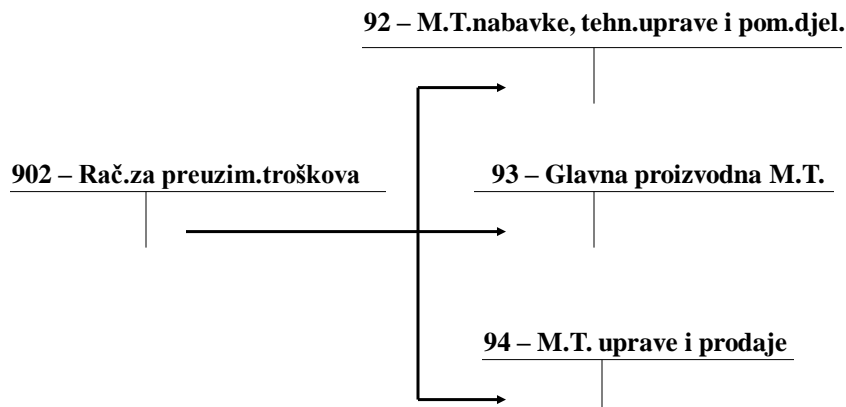 92 – M.T.nabavke, tehn.uprave i pom.djel.
902 – Rač.za preuzim.troškova
93 – Glavna proizvodna M.T.
94 – M.T. uprave i prodaje